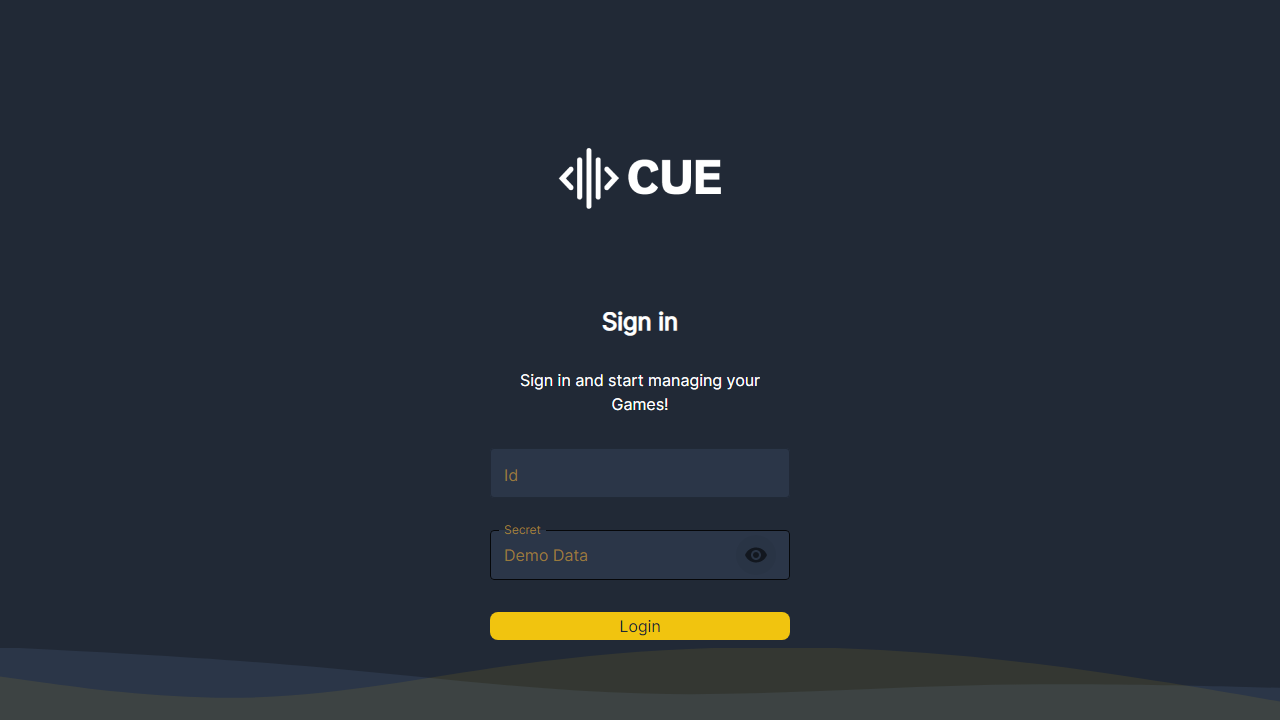 CUE
Sign in
Sign in and start managing your
Games!
Id
Secret
Demo Data
Login